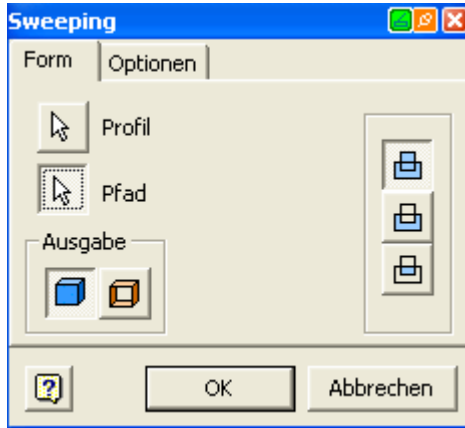 Sweeping
Form Optionen
Profil
Pfad
Ausgabe
OK Abbrechen